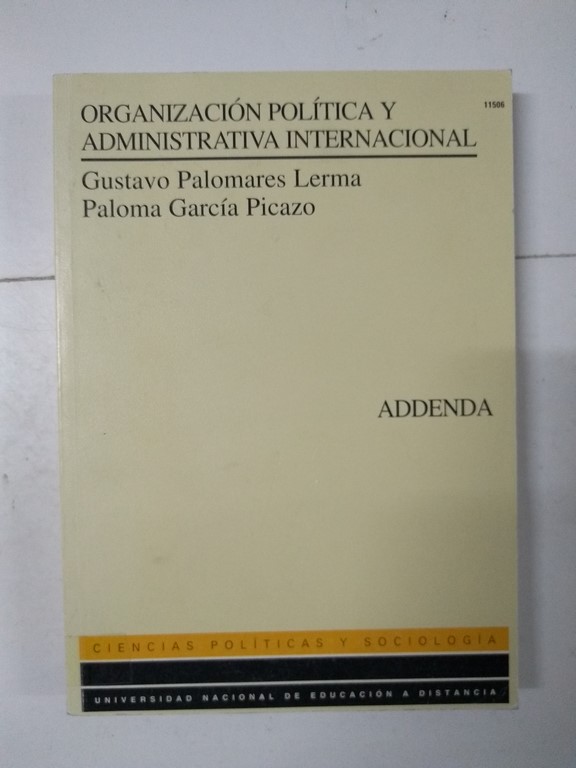 ORGANIZACIÓN POLÍTICA Y
ADMINISTRATIVA INTERNACIONAL
11506
Gustavo Palomares Lerma
Paloma García Picazo
ADDENDA
CIENCIAS POLÍTICAS Y SOCIOLOGÍA
UNIVERSIDAD NACIONAL DE EDUCACIÓN A DISTANCIA